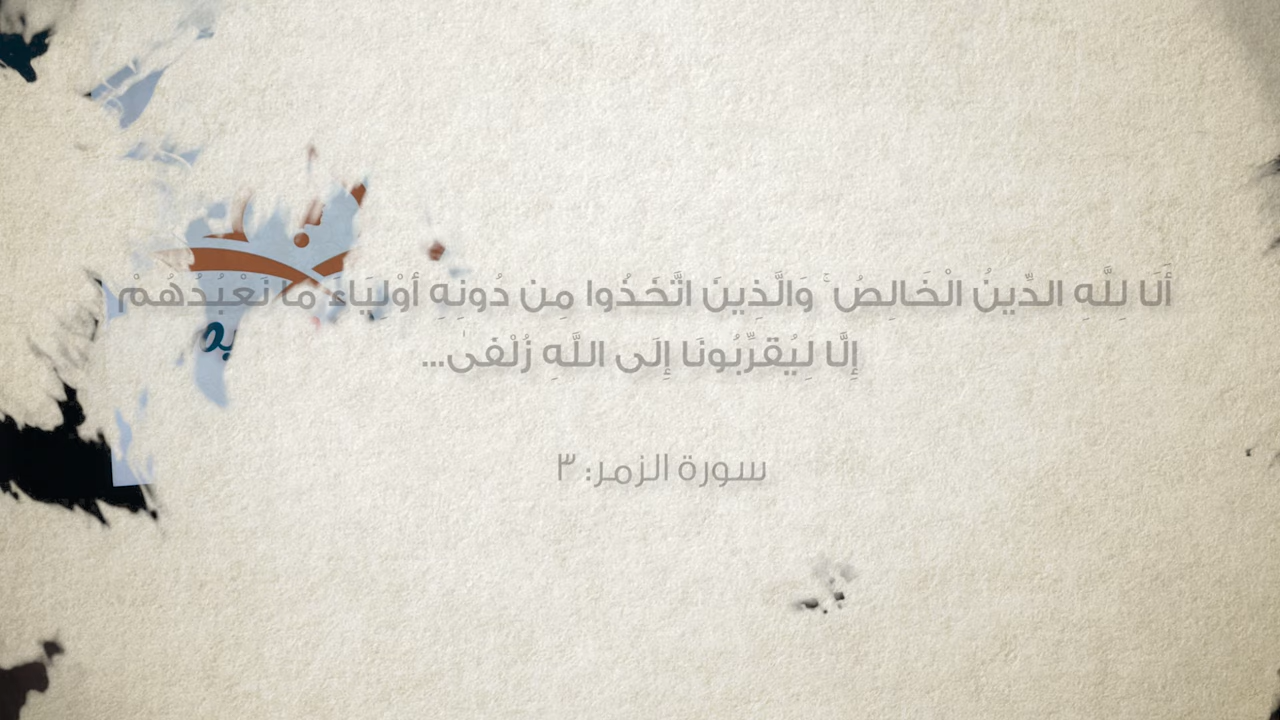 أَلَا لِلَّهِ الدِّينُ الْخَالِصُ ۚ وَالَّذِينَ اتَّخَذُوا مِن دُونِهِ أَوْلِيَاءَ مَا نَعْبُدُهُمْ
إِلَّا لِيُقَرِّبُونَا إِلَى اللَّهِ زُلْفَىٰ...
سورة الزمر: ٣